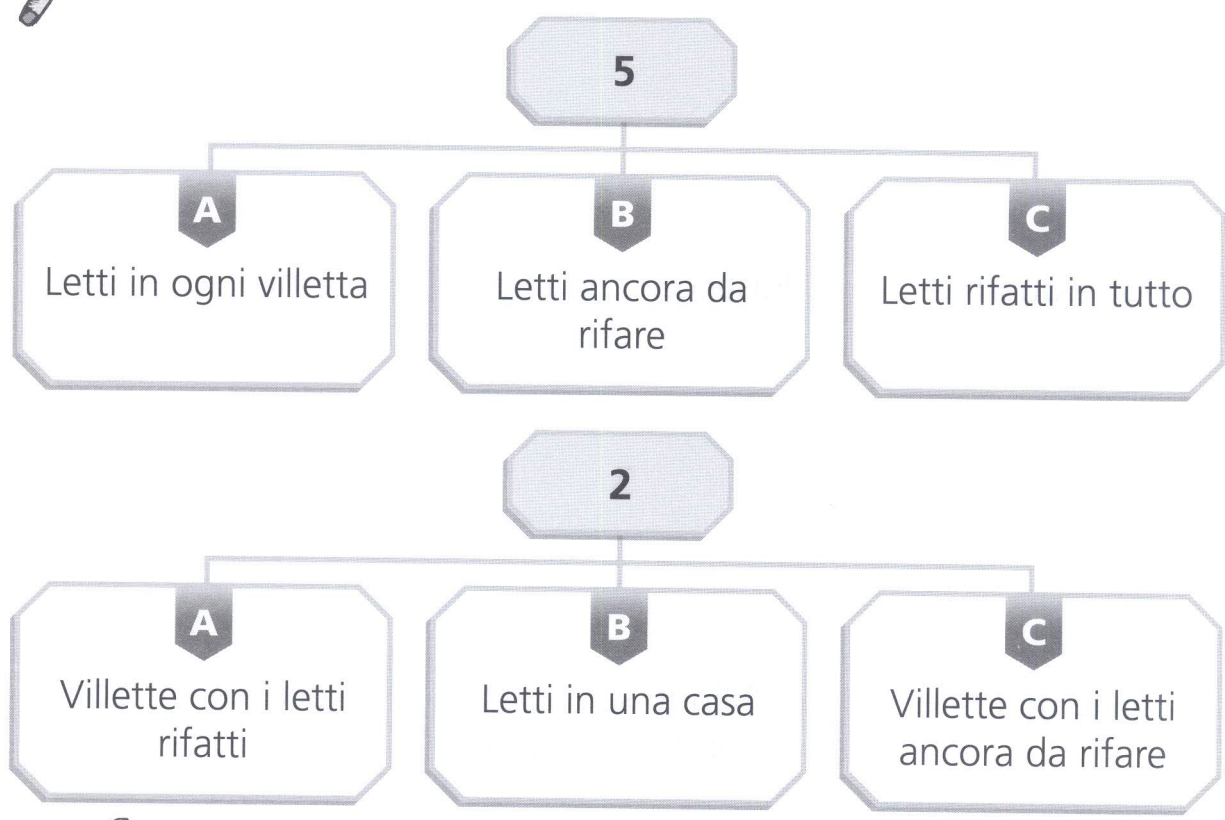 5
A
Letti in ogni villetta
B
Letti ancora da
rifare
C
Letti rifatti in tutto
2
A
Villette con i letti
rifatti
B
Letti in una casa
C
Villette con i letti
ancora da rifare